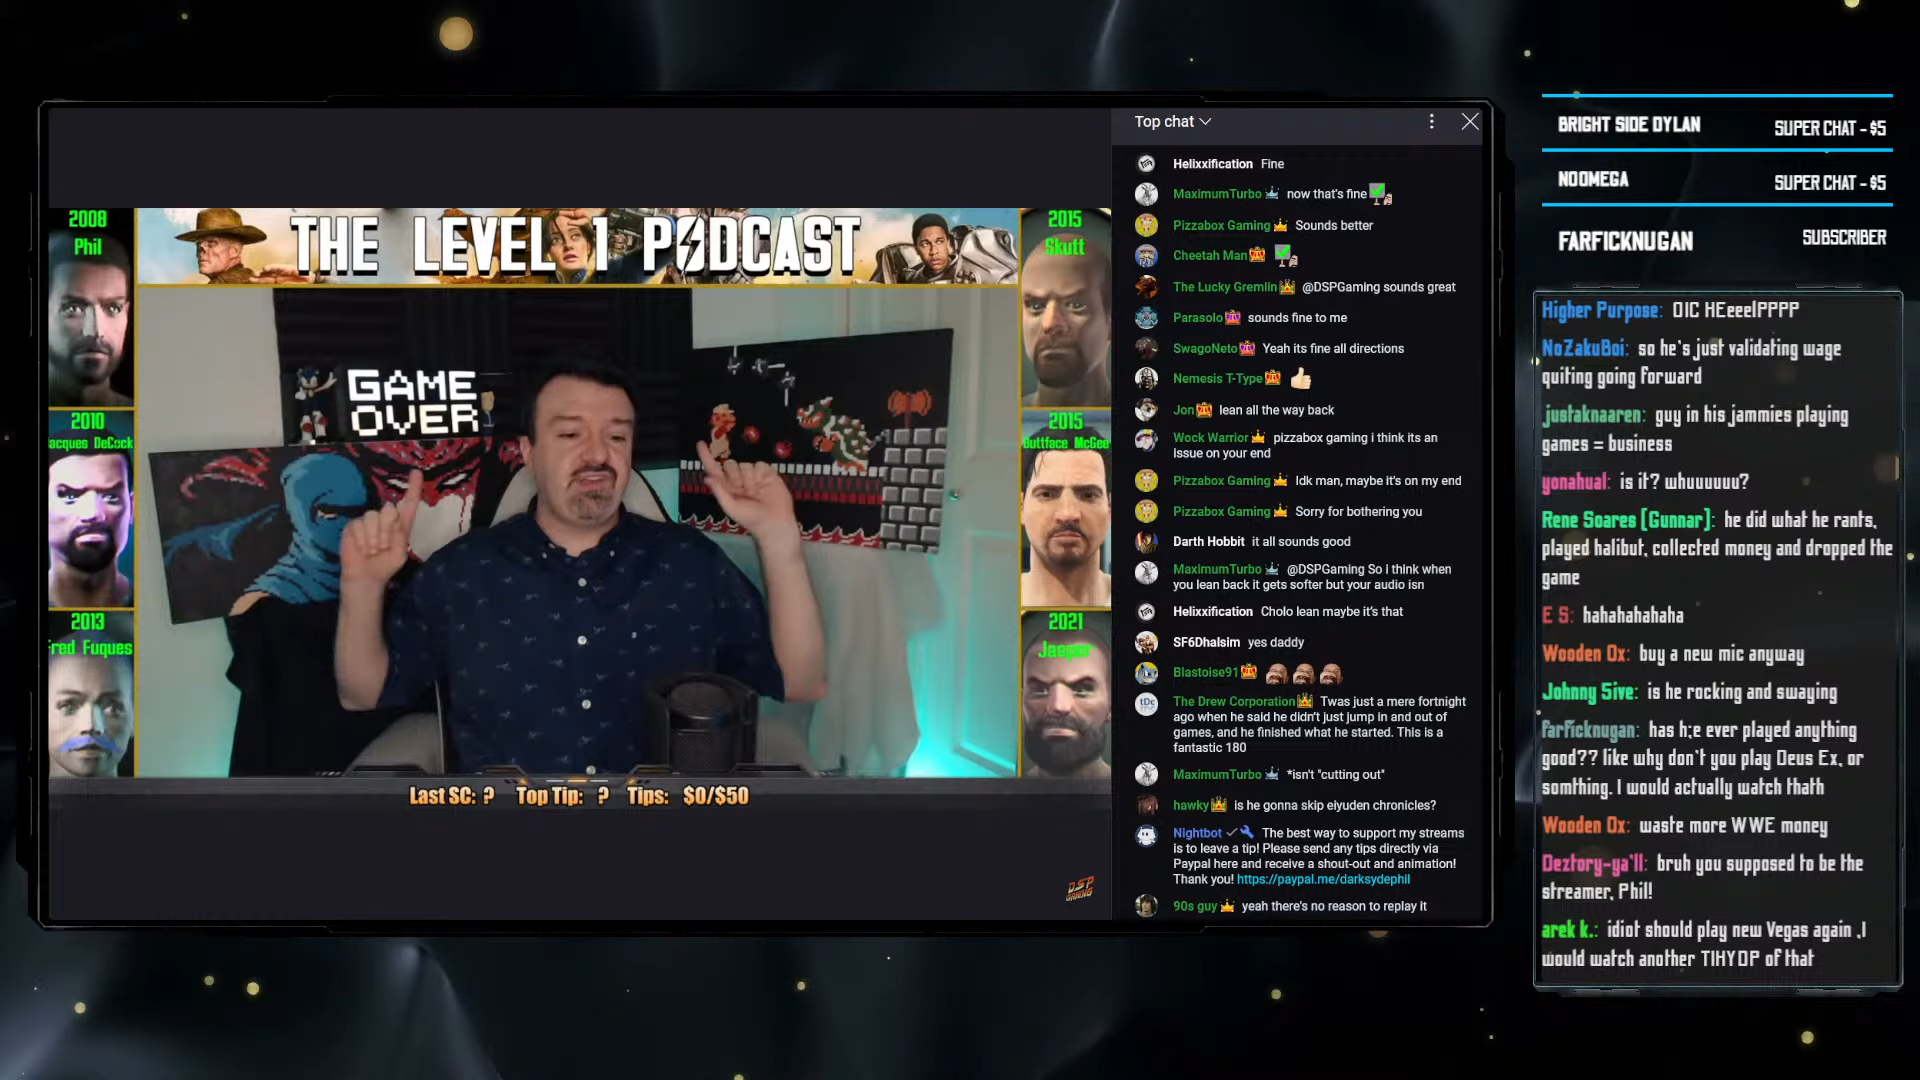 2008
Phil
2010
Jacques DeCock
2013
Fred Fuques
THE LEVEL 1 PODCAST
GAME
OVER
2015
Skutt
2015
Buttface McGee
2021
Jasper
Last SC: ? Top Tip: ? Tips: $0/$50
DSP
GAMING
Top chat
Helixxification Fine
MaximumTurbo now that's fine
Pizzabox Gaming Sounds better
Cheetah Man
The Lucky Gremlin @DSPGaming sounds great
Parasolo sounds fine to me
SwagoNeto Yeah its fine all directions
Nemesis T-Type
Jon lean all the way back
Wock Warrior pizzabox gaming i think its an
issue on your end
Pizzabox Gaming Idk man, maybe it's on my end
Pizzabox Gaming Sorry for bothering you
Darth Hobbit it all sounds good
MaximumTurbo @DSPGaming So i think when
you lean back it gets softer but your audio isn
Helixxification Cholo lean maybe it's that
SF6Dhalsim yes daddy
Blastoise91
tDc
The Drew Corporation Twas just a mere fortnight
ago when he said he didn't just jump in and out of
games, and he finished what he started. This is a
fantastic 180
MaximumTurbo *isn't "cutting out"
hawky is he gonna skip eiyuden chronicles?
Nightbot The best way to support my streams
is to leave a tip! Please send any tips directly via
Paypal here and receive a shout-out and animation!
Thank you! https://paypal.me/darksydephil
90s guy yeah there's no reason to replay it
BRIGHT SIDE DYLAN SUPER CHAT - $5
NOOMEGA SUPER CHAT - $5
FARFICKNUGAN SUBSCRIBER
Higher Purpose: OIC HEeeelPPPP
NoZakuBoi: so he's just validating wage
quiting going forward
justaknaaren: guy in his jammies playing
games = business
yonahual: is it? whuuuuuu?
Rene Soares (Gunnar): he did what he rants,
played halibut, collected money and dropped the
game
E S: hahahahahaha
Wooden Ox: buy a new mic anyway
Johnny 5ive: is he rocking and swaying
farficknugan: has h;e ever played anything
good?? like why don't you play Deus Ex, or
somthing. I would actually watch thath
Wooden Ox: waste more WWE money
Deztory-ya'll: bruh you supposed to be the
streamer, Phil!
arek k.: idiot should play new Vegas again ,I
would watch another TIHYDP of that